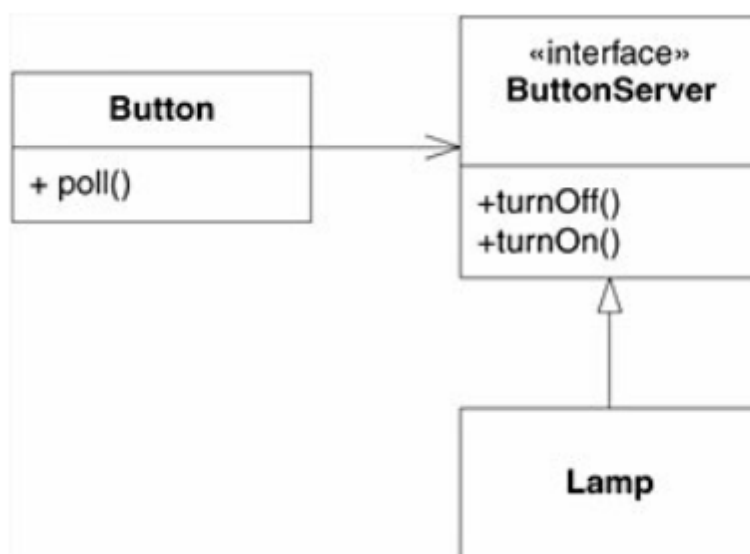 Button
+ poll()
«interface»
ButtonServer
+turnOff()
+turnOn()
Lamp